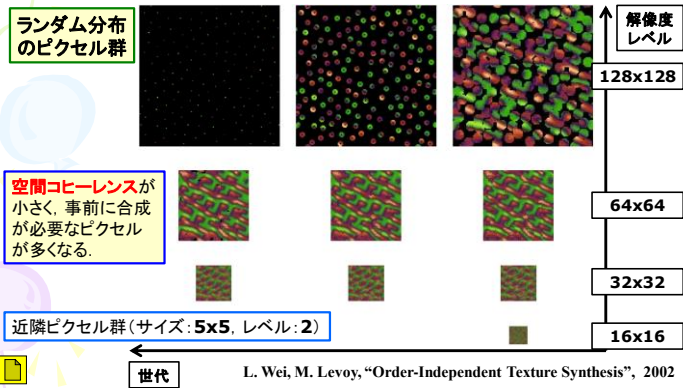 ランダム分布
のピクセル群
解像度
レベル
128x128
空間コヒーレンスが
小さく, 事前に合成
が必要なピクセル
が多くなる.
64x64
32x32
近隣ピクセル群(サイズ:5x5, レベル:2)
16x16
世代
L. Wei, M. Levoy, “Order-Independent Texture Synthesis”, 2002